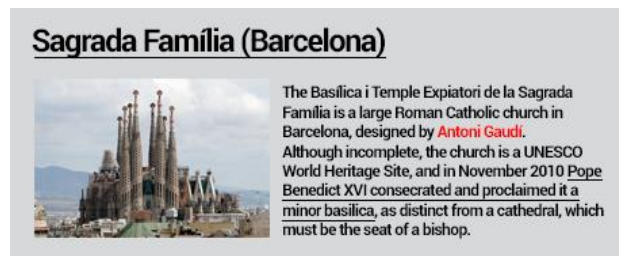 Sagrada Família (Barcelona)
The Basílica i Temple Expiatori de la Sagrada
Família is a large Roman Catholic church in
Barcelona, designed by Antoni Gaudí.
Although incomplete, the church is a UNESCO
World Heritage Site, and in November 2010 Pope
Benedict XVI consecrated and proclaimed it a
minor basilica, as distinct from a cathedral, which
must be the seat of a bishop.